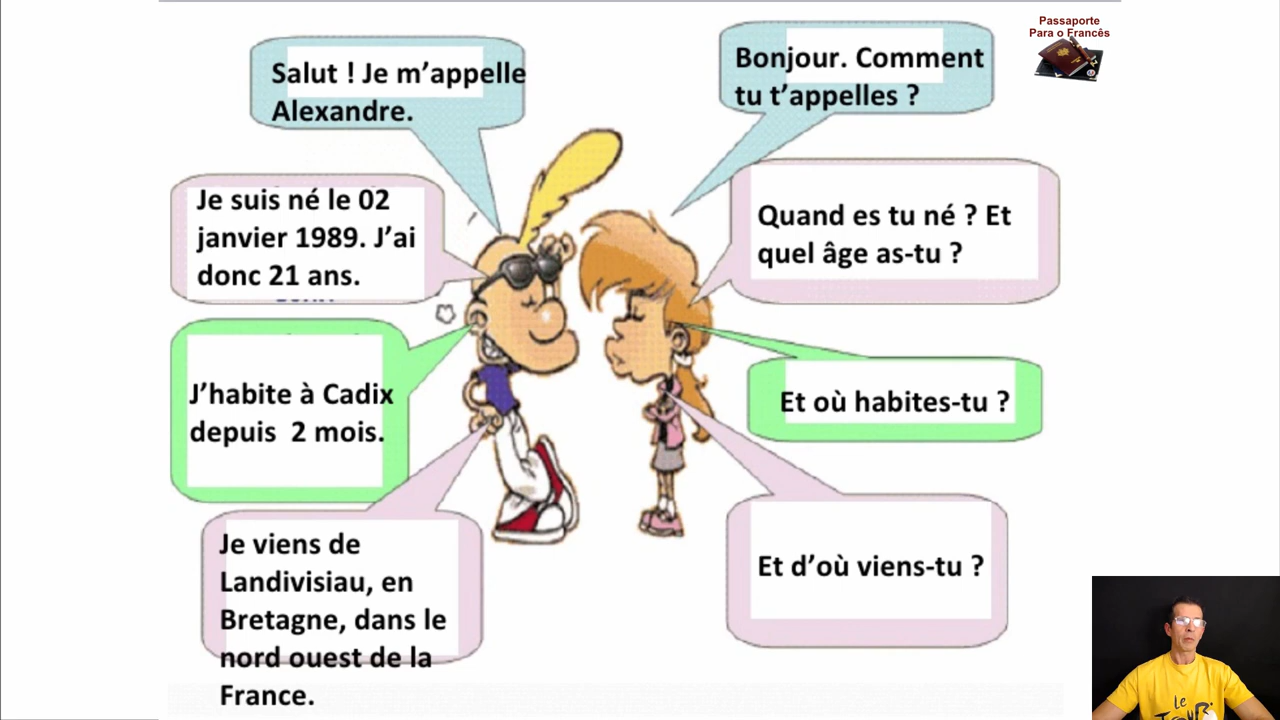 Passaporte
Para o Francês
Bonjour. Comment
tu t’appelles ?
Salut ! Je m’appelle
Alexandre.
Quand es tu né ? Et
quel âge as-tu ?
Je suis né le 02
janvier 1989. J’ai
donc 21 ans.
Et où habites-tu ?
J’habite à Cadix
depuis  2 mois.
Et d’où viens-tu ?
Je viens de
Landivisiau, en
Bretagne, dans le
nord ouest de la
France.
Le